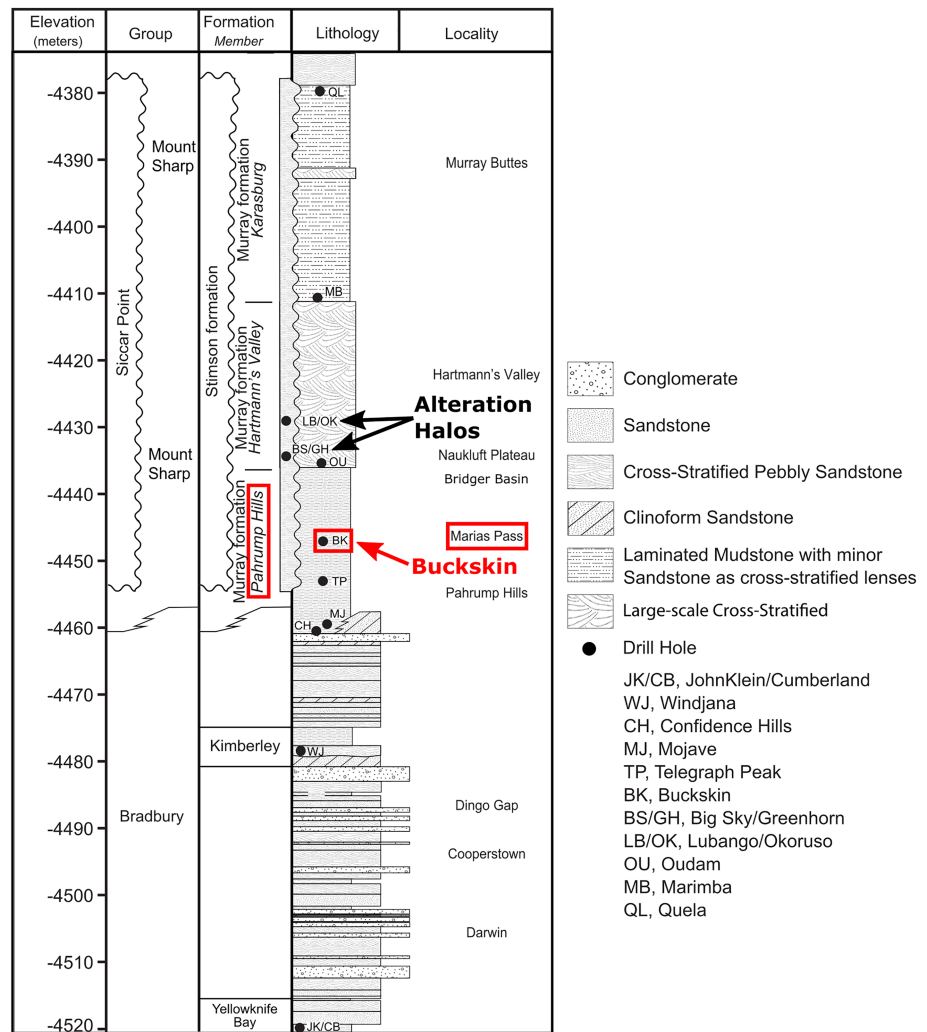 Elevation
(meters)
Group
Formation
Member
Lithology
Locality
-4380
-4390
-4400
-4410
-4420
-4430
-4440
-4450
-4460
-4470
-4480
-4490
-4500
-4510
-4520
Siccar Point
Mount
Sharp
Mount
Sharp
Bradbury
Stimson formation
Murray formation
Karasburg
Murray formation
Hartmann's Valley
Murray formation
Pahrump Hills
Kimberley
Yellowknife
Bay
QL
MB
LB/OK
BS/GH
OU
BK
TP
MJ
CH
WJ
JK/CB
Murray Buttes
Hartmann's Valley
Alteration
Halos
Naukluft Plateau
Bridger Basin
Marias Pass
Buckskin
Pahrump Hills
Dingo Gap
Cooperstown
Darwin
Conglomerate
Sandstone
Cross-Stratified Pebbly Sandstone
Clinoform Sandstone
Laminated Mudstone with minor
Sandstone as cross-stratified lenses
Large-scale Cross-Stratified
Drill Hole
JK/CB, JohnKlein/Cumberland
WJ, Windjana
CH, Confidence Hills
MJ, Mojave
TP, Telegraph Peak
BK, Buckskin
BS/GH, Big Sky/Greenhorn
LB/OK, Lubango/Okoruso
OU, Oudam
MB, Marimba
QL, Quela